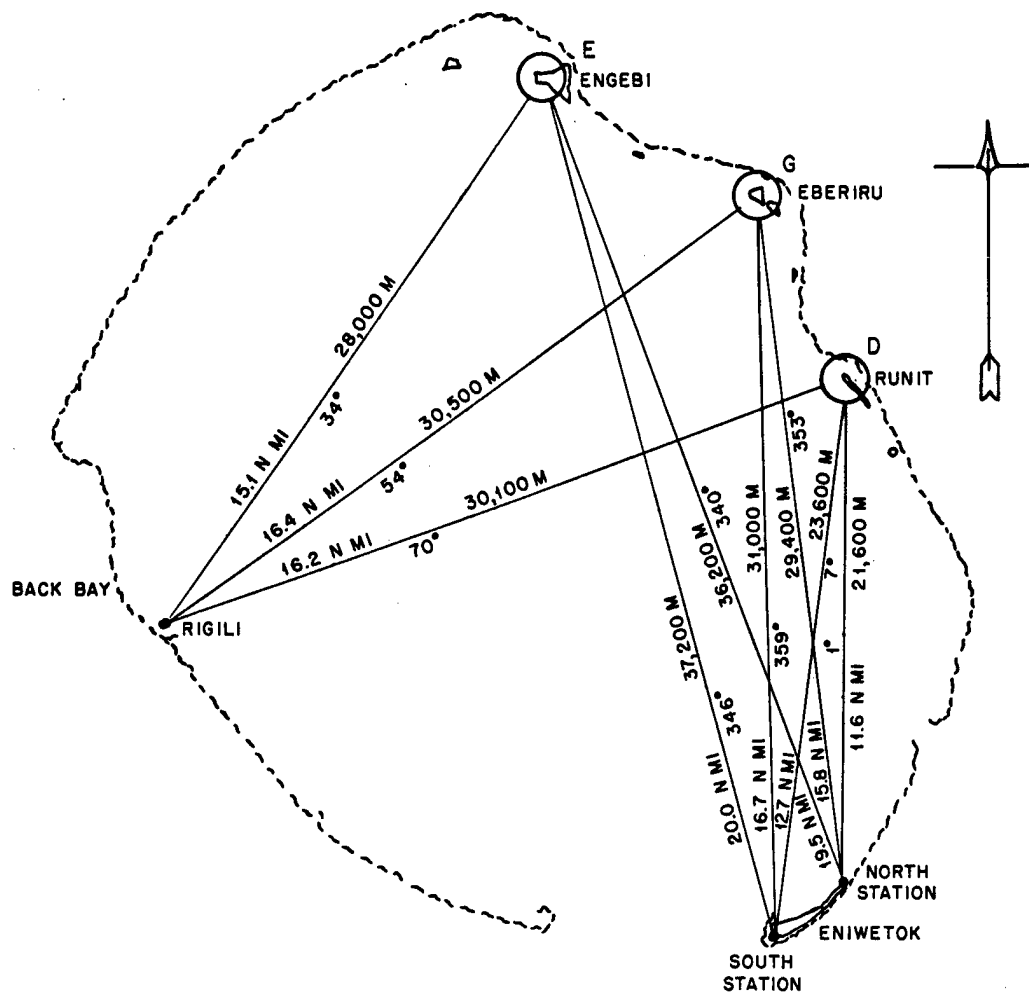 E
ENGEBI
G
EBERIRU
D
RUNIT
28,000 M
34°
15.1 N MI
30,500 M
54°
16.4 N MI
30,100 M
70°
16.2 N MI
353°
23,600 M
340°
31,000 M
29,400 M
21,600 M
36,200 M
7°
BACK BAY
RIGILI
37,200 M
359°
1°
346°
11.6 N MI
20.0 N MI
16.7 N MI
12.7 N MI
15.8 N MI
19.5 N MI
NORTH
STATION
ENIWETOK
SOUTH
STATION